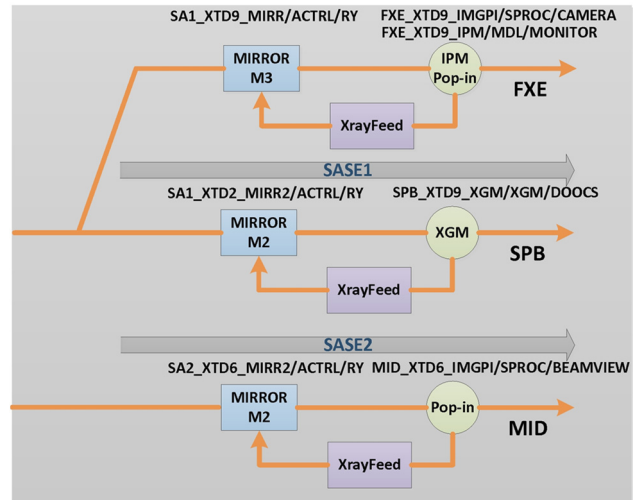 SA1_XTD9_MIRR/ACTRL/RY
FXE_XTD9_IMGPI/SPROC/CAMERA
FXE_XTD9_IPM/MDL/MONITOR
MIRROR
M3
IPM
Pop-in
FXE
XrayFeed
SASE1
SA1_XTD2_MIRR2/ACTRL/RY
SPB_XTD9_XGM/XGM/DOOCS
MIRROR
M2
XGM
SPB
XrayFeed
SASE2
SA2_XTD6_MIRR2/ACTRL/RY
MID_XTD6_IMGPI/SPROC/BEAMVIEW
MIRROR
M2
Pop-in
MID
XrayFeed